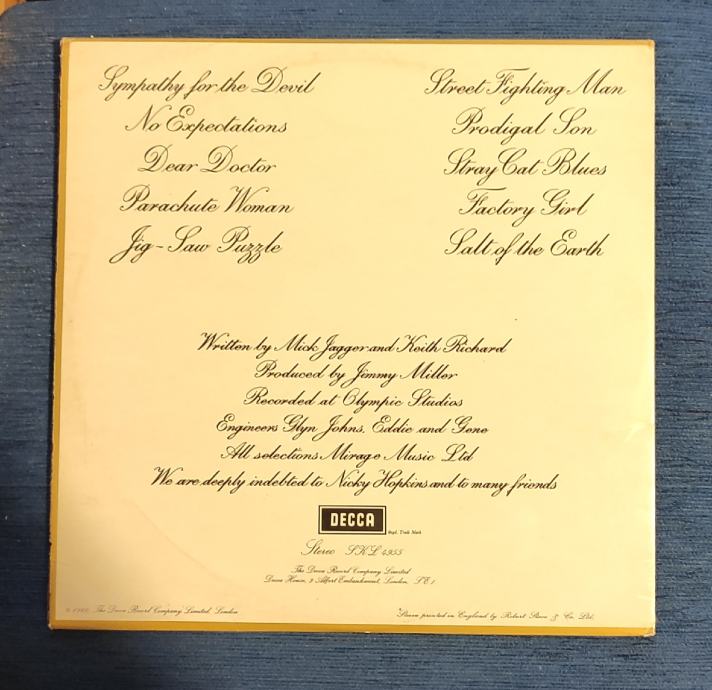 Sympathy for the Devil
No Expectations
Dear Doctor
Parachute Woman
Jig-Saw Puzzle
Street Fighting Man
Prodigal Son
Stray Cat Blues
Factory Girl
Salt of the Earth
Written by Mick Jagger and Keith Richard
Produced by Jimmy Miller
Recorded at Olympic Studios
Engineers Glyn Johns, Eddie and Gene
All selections Mirage Music Ltd
We are deeply indebted to Nicky Hopkins and to many friends
DECCA
Regd. Trade Mark
Stereo SKL 4955
The Decca Record Company Limited
Decca House, 9 Albert Embankment, London, S E 1
The Decca Record Company Limited, London
Sleeve printed in England by Robert Stace & Co. Ltd.